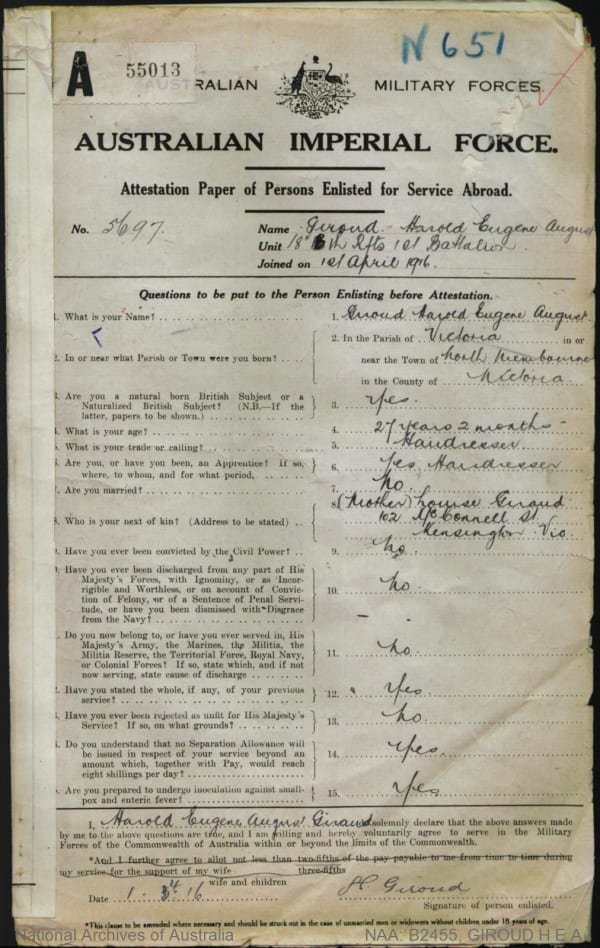 N 651
A 55013
AUSTRALIAN MILITARY FORCES.
AUSTRALIAN IMPERIAL FORCE.
Attestation Paper of Persons Enlisted for Service Abroad.
No. 5697. Name Giroud Harold Eugene August
Unit 18th Rfts 1st Battalion
Joined on 1st April 1916.
Questions to be put to the Person Enlisting before Attestation.
1. What is your Name? 1. Giroud Harold Eugene August
2. In or near what Parish or Town were you born? 2. In the Parish of Victoria in or
near the Town of North Melbourne
in the County of Victoria
3. Are you a natural born British Subject or a
Naturalized British Subject? (N.B.—If the
latter, papers to be shown.) 3. Yes.
4. What is your age? 4. 27 years 2 months
5. What is your trade or calling? 5. Hairdresser
6. Are you, or have you been, an Apprentice? If so,
where, to whom, and for what period, 6. Yes, Hairdresser
7. Are you married? 7. No.
8. Who is your next of kin? (Address to be stated) 8. (Mother) Louise Giroud
102 McConnell St
Kensington Vic
9. Have you ever been convicted by the Civil Power? 9. No
10. Have you ever been discharged from any part of His
Majesty's Forces, with Ignominy, or as Incor-
rigible and Worthless, or on account of Convic-
tion of Felony, or of a Sentence of Penal Servi-
tude, or have you been dismissed with Disgrace
from the Navy? 10. No.
11. Do you now belong to, or have you ever served in, His
Majesty's Army, the Marines, the Militia, the
Militia Reserve, the Territorial Force, Royal Navy,
or Colonial Forces? If so, state which, and if not
now serving, state cause of discharge 11. No.
12. Have you stated the whole, if any, of your previous
service? 12. Yes
13. Have you ever been rejected as unfit for His Majesty's
Service? If so, on what grounds? 13. No.
14. Do you understand that no Separation Allowance will
be issued in respect of your service beyond an
amount which, together with Pay, would reach
eight shillings per day? 14. Yes.
15. Are you prepared to undergo inoculation against small-
pox and enteric fever? 15. Yes
I, Harold Eugene August Giroud do solemnly declare that the above answers made
by me to the above questions are true, and I am willing and hereby voluntarily agree to serve in the Military
Forces of the Commonwealth of Australia within or beyond the limits of the Commonwealth.
*And I further agree to allot not less than two-fifths of the pay payable to me from time to time during
my service for the support of my wife three-fifths
wife and children
Date 1. 4 16 H Giroud
Signature of person enlisted.
*This clause to be amended where necessary and should be struck out in the case of unmarried men or widowers without children under 18 years of age.
National Archives of Australia NAA: B2455, GIROUD H E A